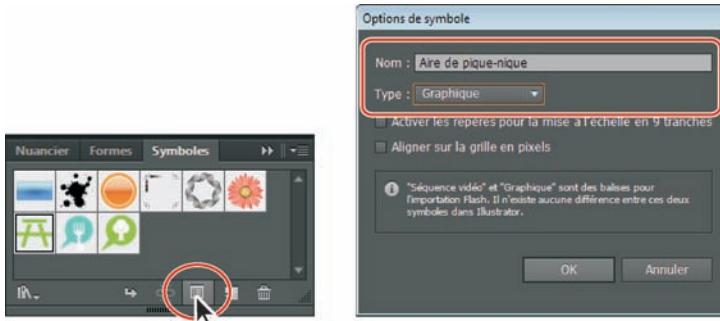 Nuancier Formes Symboles
Options de symbole
Nom : Aire de pique-nique
Type : Graphique
Activer les repères pour la mise à l'échelle en 9 tranches
Aligner sur la grille en pixels
"Séquence vidéo" et "Graphique" sont des balises pour
l'importation Flash. Il n'existe aucune différence entre ces deux
symboles dans Illustrator.
OK Annuler